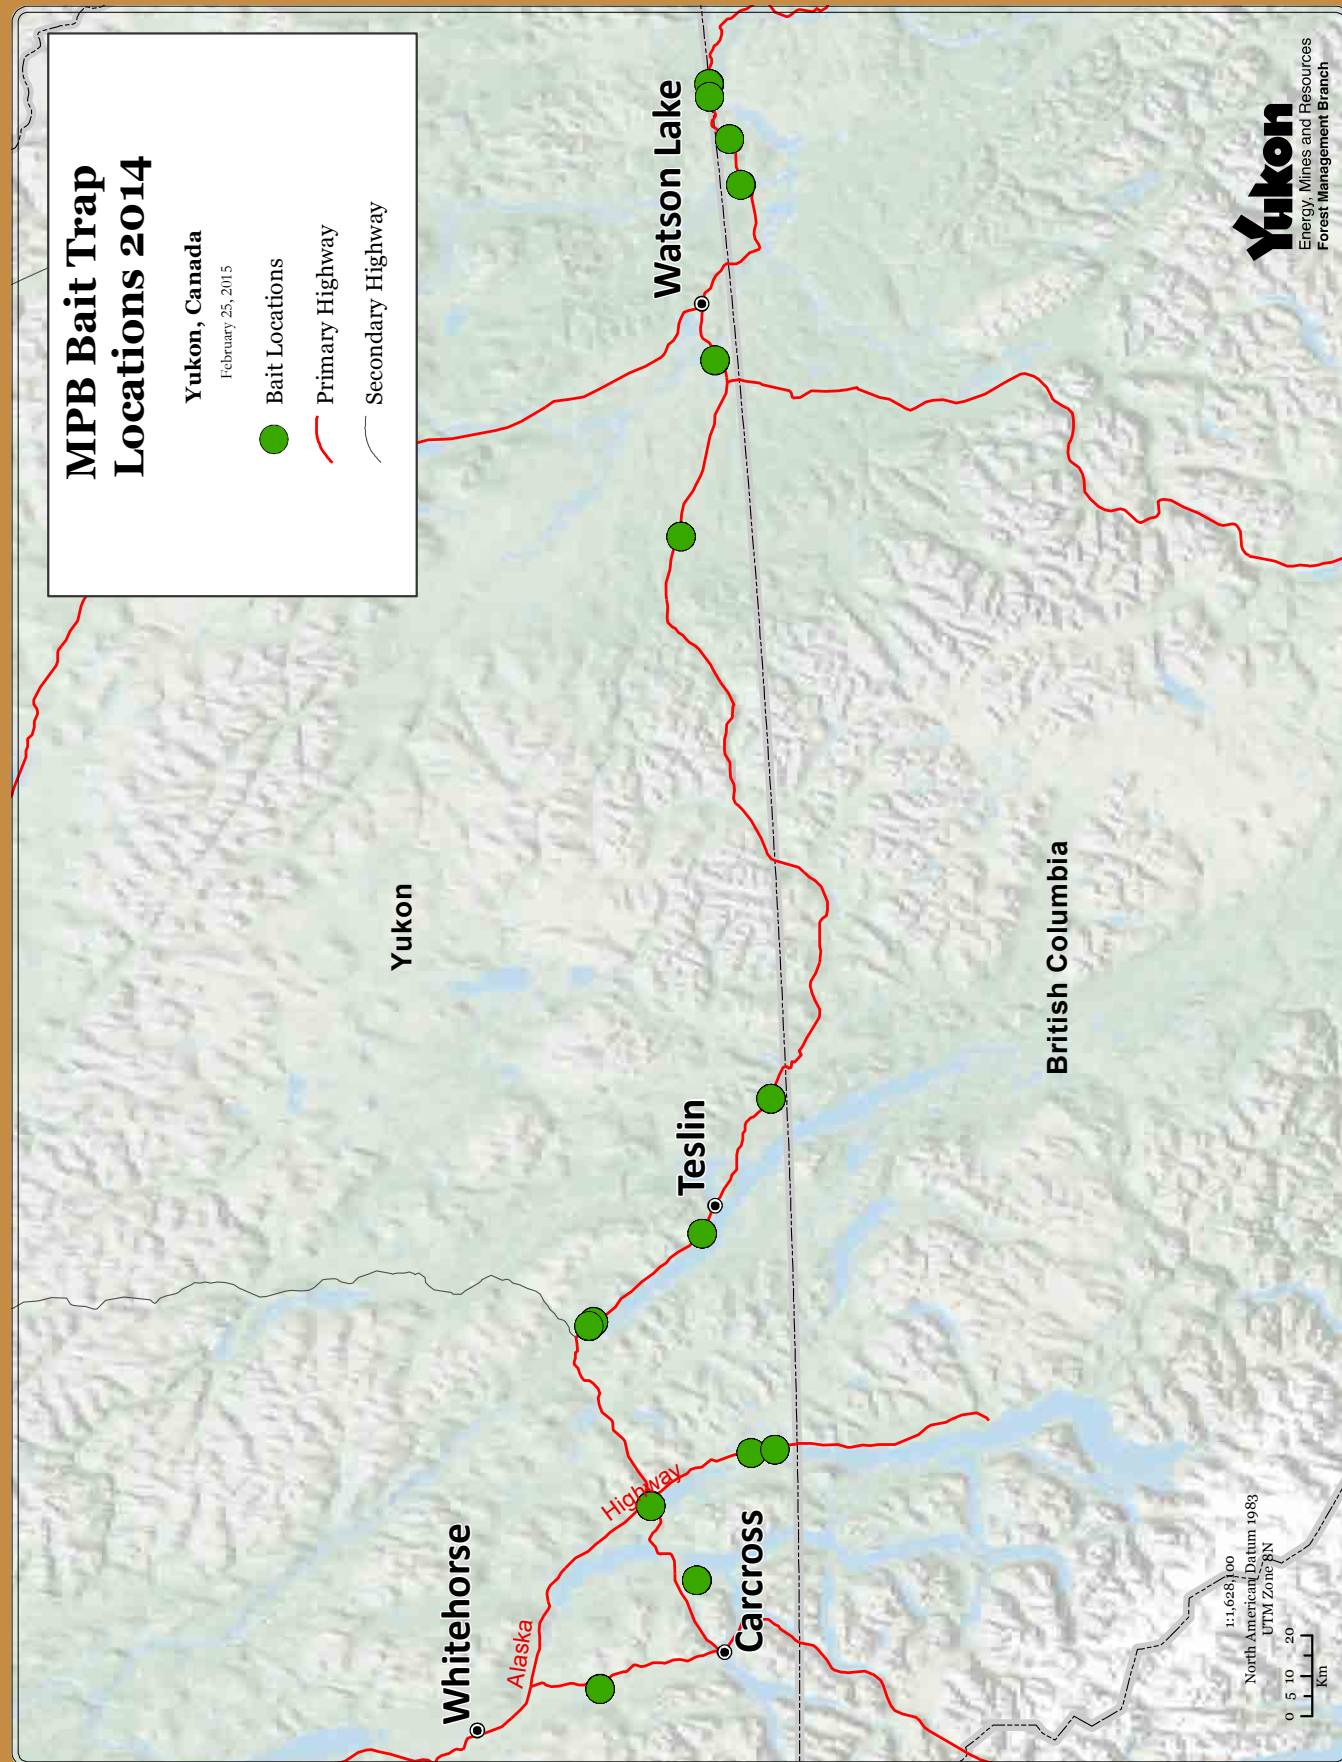 MPB Bait Trap
Locations 2014
Yukon, Canada
February 25, 2015
Bait Locations
Primary Highway
Secondary Highway
Watson Lake
Yukon
Teslin
British Columbia
Whitehorse
Alaska
Highway
Carcross
1:1,628,100
North American Datum 1983
UTM Zone 8N
0 5 10 20
Km
Yukon
Energy, Mines and Resources
Forest Management Branch